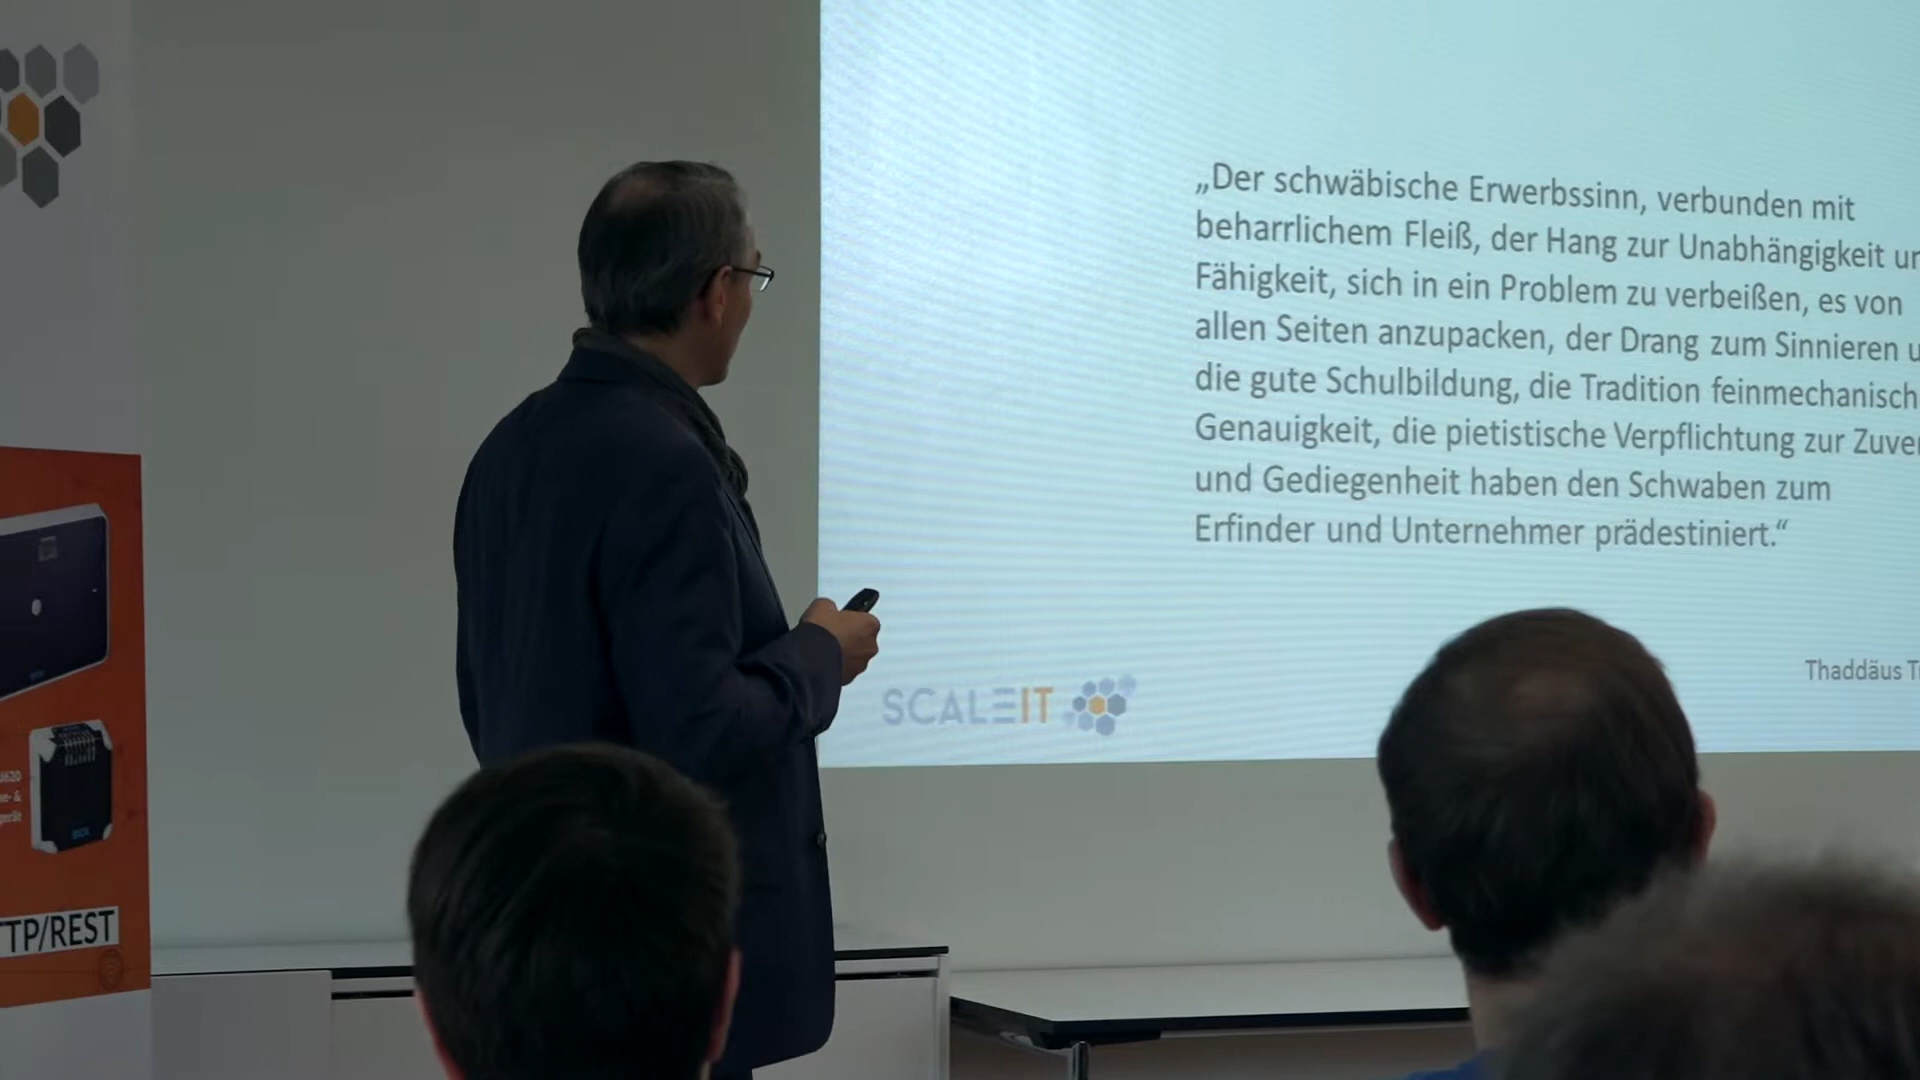 „Der schwäbische Erwerbssinn, verbunden mit
beharrlichem Fleiß, der Hang zur Unabhängigkeit
Fähigkeit, sich in ein Problem zu verbeißen, es von
allen Seiten anzupacken, der Drang zum Sinnieren
die gute Schulbildung, die Tradition feinmechanisch
Genauigkeit, die pietistische Verpflichtung zur
und Gediegenheit haben den Schwaben zum
Erfinder und Unternehmer prädestiniert.“
Thaddäus
SCALEIT
TP/REST